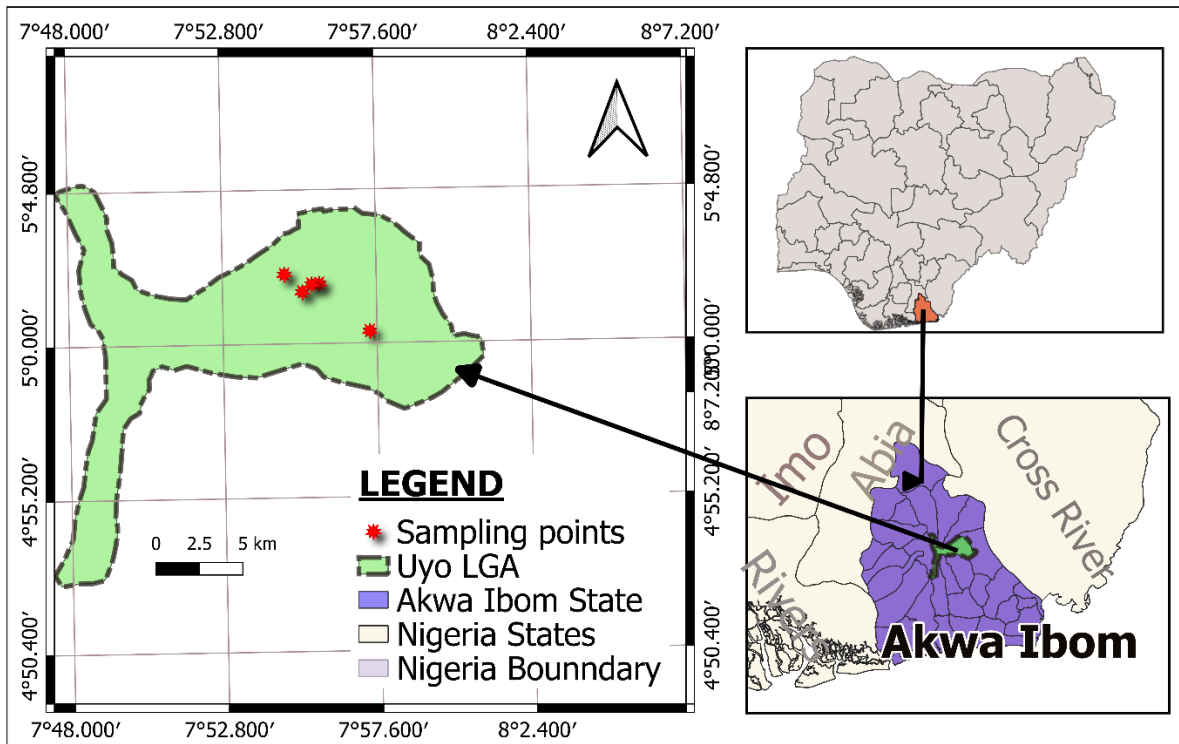 7°48.000′ 7°52.800′ 7°57.600′ 8°2.400′ 8°7.200′
5°4.800′
5°0.000′
4°55.200′
4°50.400′
5°4.800′
5°0.000′
8°7.200′
4°55.200′
4°50.400′
LEGEND
Sampling points
Uyo LGA
Akwa Ibom State
Nigeria States
Nigeria Bounndary
0 2.5 5 km
7°48.000′ 7°52.800′ 7°57.600′ 8°2.400′
Imo
Abia
Cross River
Rivers
Akwa Ibom